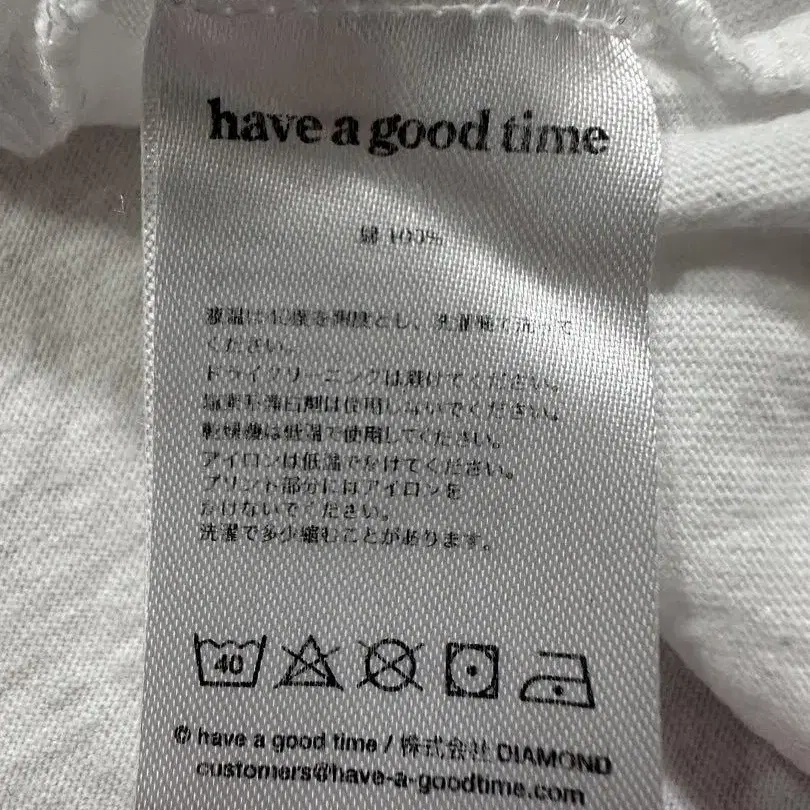 have a good time
綿 100%
液温は40度を限度とし、洗濯機で洗って
ください。
ドライクリーニングは避けてください。
塩素系漂白剤は使用しないでください。
乾燥機は低温で使用してください。
アイロンは低温でかけてください。
プリント部分にはアイロンを
かけないでください。
洗濯で多少縮むことがあります。
40
© have a good time / 株式会社 DIAMOND
customers@have-a-goodtime.com